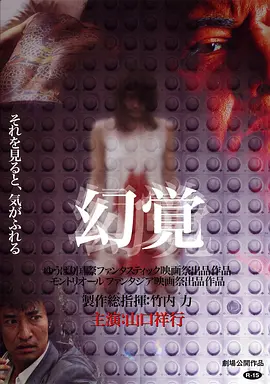 それを見ると、気がふれる
幻覚
ゆうばり国際ファンタスティック映画祭出品作品
モントリオールファンタジア映画祭出品作品
製作総指揮:竹内 力
主演:山口祥行
劇場公開作品
R-15